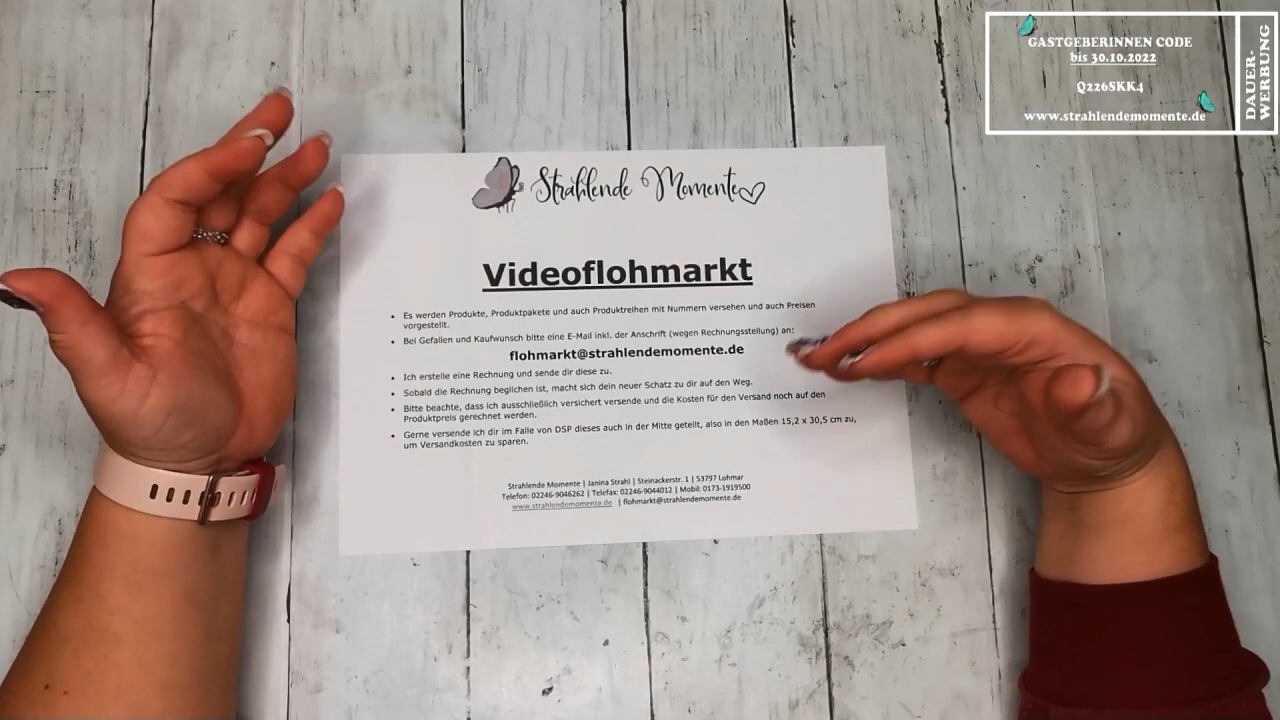 GASTGEBERINNEN CODE
bis 30.10.2022
Q226SKK4
www.strahlendemomente.de
DAUER-
WERBUNG
Strahlende Momente
Videoflohmarkt
• Es werden Produkte, Produktpakete und auch Produktreihen mit Nummern versehen und auch Preisen
vorgestellt.
• Bei Gefallen und Kaufwunsch bitte eine E-Mail inkl. der Anschrift (wegen Rechnungsstellung) an:
flohmarkt@strahlendemomente.de
• Ich erstelle eine Rechnung und sende dir diese zu.
• Sobald die Rechnung beglichen ist, macht sich dein neuer Schatz zu dir auf den Weg.
• Bitte beachte, dass ich ausschließlich versichert versende und die Kosten für den Versand noch auf den
Produktpreis gerechnet werden.
• Gerne versende ich dir im Falle von DSP dieses auch in der Mitte geteilt, also in den Maßen 15,2 x 30,5 cm zu,
um Versandkosten zu sparen.
Strahlende Momente | Janina Strahl | Steinackerstr. 1 | 53797 Lohmar
Telefon: 02246-9046262 | Telefax: 02246-9044012 | Mobil: 0173-1919500
www.strahlendemomente.de | flohmarkt@strahlendemomente.de